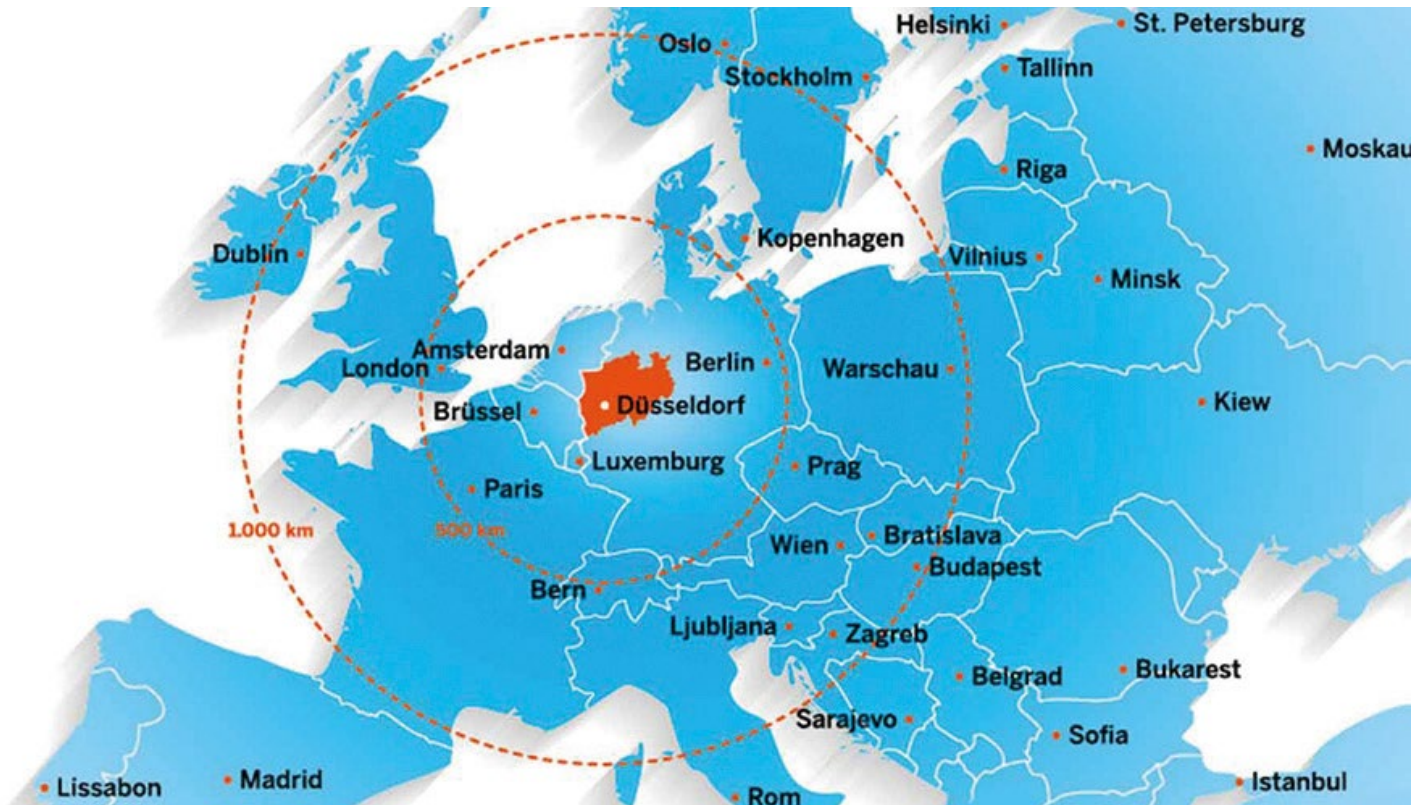 Helsinki
St. Petersburg
Oslo
Tallinn
Stockholm
Moskau
Riga
Kopenhagen
Dublin
Vilnius
Minsk
Amsterdam
London
Berlin
Warschau
Brüssel
Düsseldorf
Kiew
Luxemburg
Prag
Paris
1.000 km
500 km
Wien
Bratislava
Budapest
Bern
Ljubljana
Zagreb
Belgrad
Bukarest
Sarajevo
Sofia
Lissabon
Madrid
Rom
Istanbul